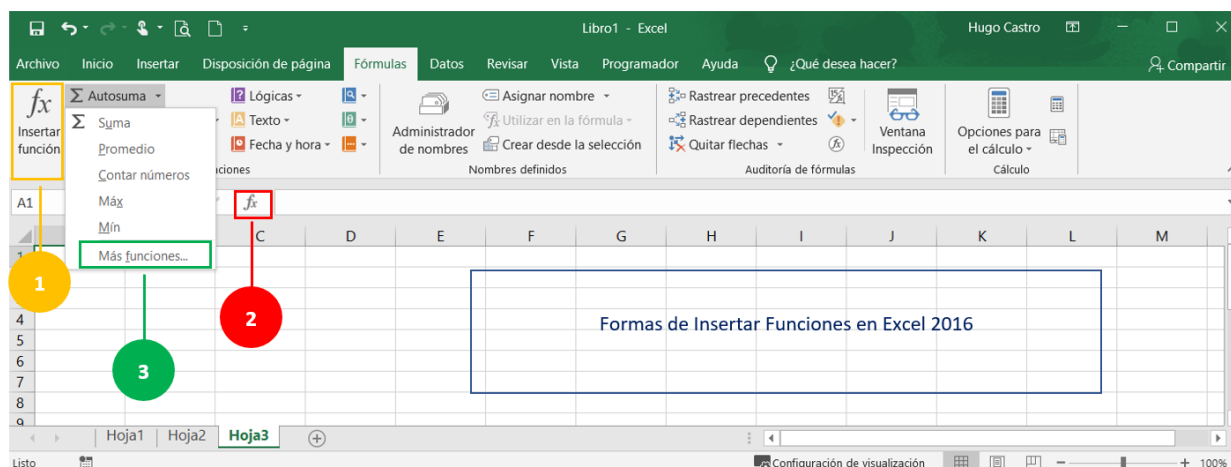 Libro1 - Excel
Hugo Castro
Archivo Inicio Insertar Disposición de página Fórmulas Datos Revisar Vista Programador Ayuda ¿Qué desea hacer? Compartir
fx Insertar función
Σ Autosuma
Σ Suma
Promedio
Contar números
Máx
Mín
Más funciones...
Lógicas
Texto
Fecha y hora
Administrador de nombres
Asignar nombre
Utilizar en la fórmula
Crear desde la selección
Nombres definidos
Rastrear precedentes
Rastrear dependientes
Quitar flechas
Auditoría de fórmulas
Ventana Inspección
Opciones para el cálculo
Cálculo
A1
fx
C D E F G H I J K L M
1
2
3
Formas de Insertar Funciones en Excel 2016
4
5
6
7
8
9
Hoja1 Hoja2 Hoja3
Listo
Configuración de visualización
100%